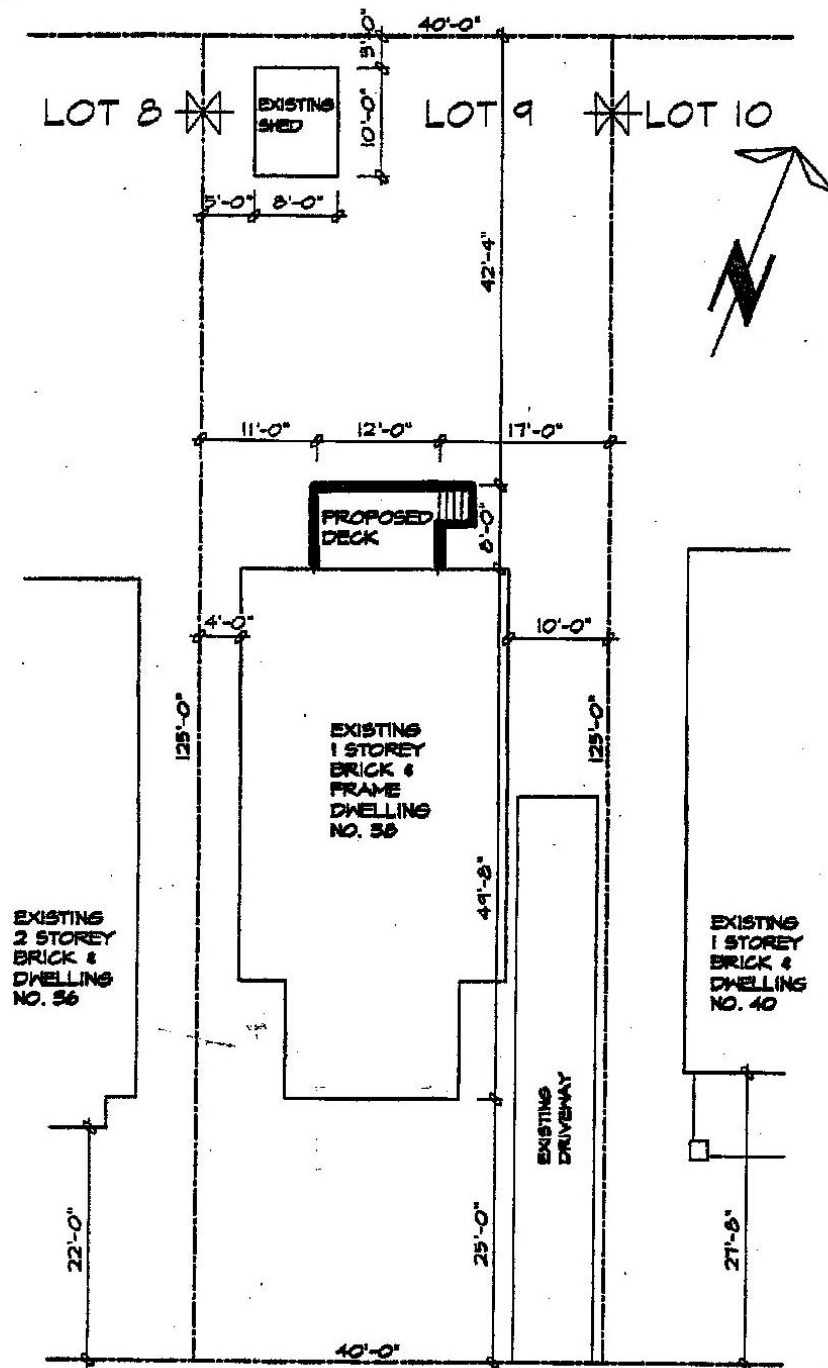 40'-0"
5'-0"
LOT 8
EXISTING
SHED
10'-0"
LOT 9
LOT 10
5'-0"
8'-0"
42'-4"
N
11'-0"
12'-0"
17'-0"
PROPOSED
DECK
8'-0"
4'-0"
10'-0"
125'-0"
EXISTING
1 STOREY
BRICK &
FRAME
DWELLING
NO. 38
125'-0"
49'-8"
EXISTING
2 STOREY
BRICK &
DWELLING
NO. 36
EXISTING
1 STOREY
BRICK &
DWELLING
NO. 40
EXISTING
DRIVEWAY
22'-0"
25'-0"
27'-8"
40'-0"